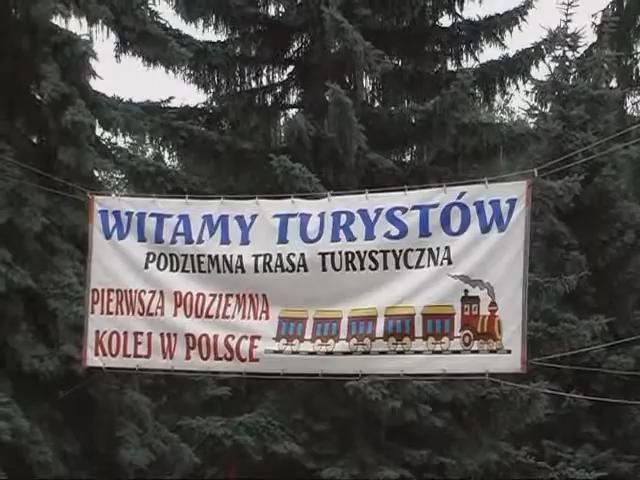 WITAMY TURYSTÓW
PODZIEMNA TRASA TURYSTYCZNA
PIERWSZA PODZIEMNA
KOLEJ W POLSCE